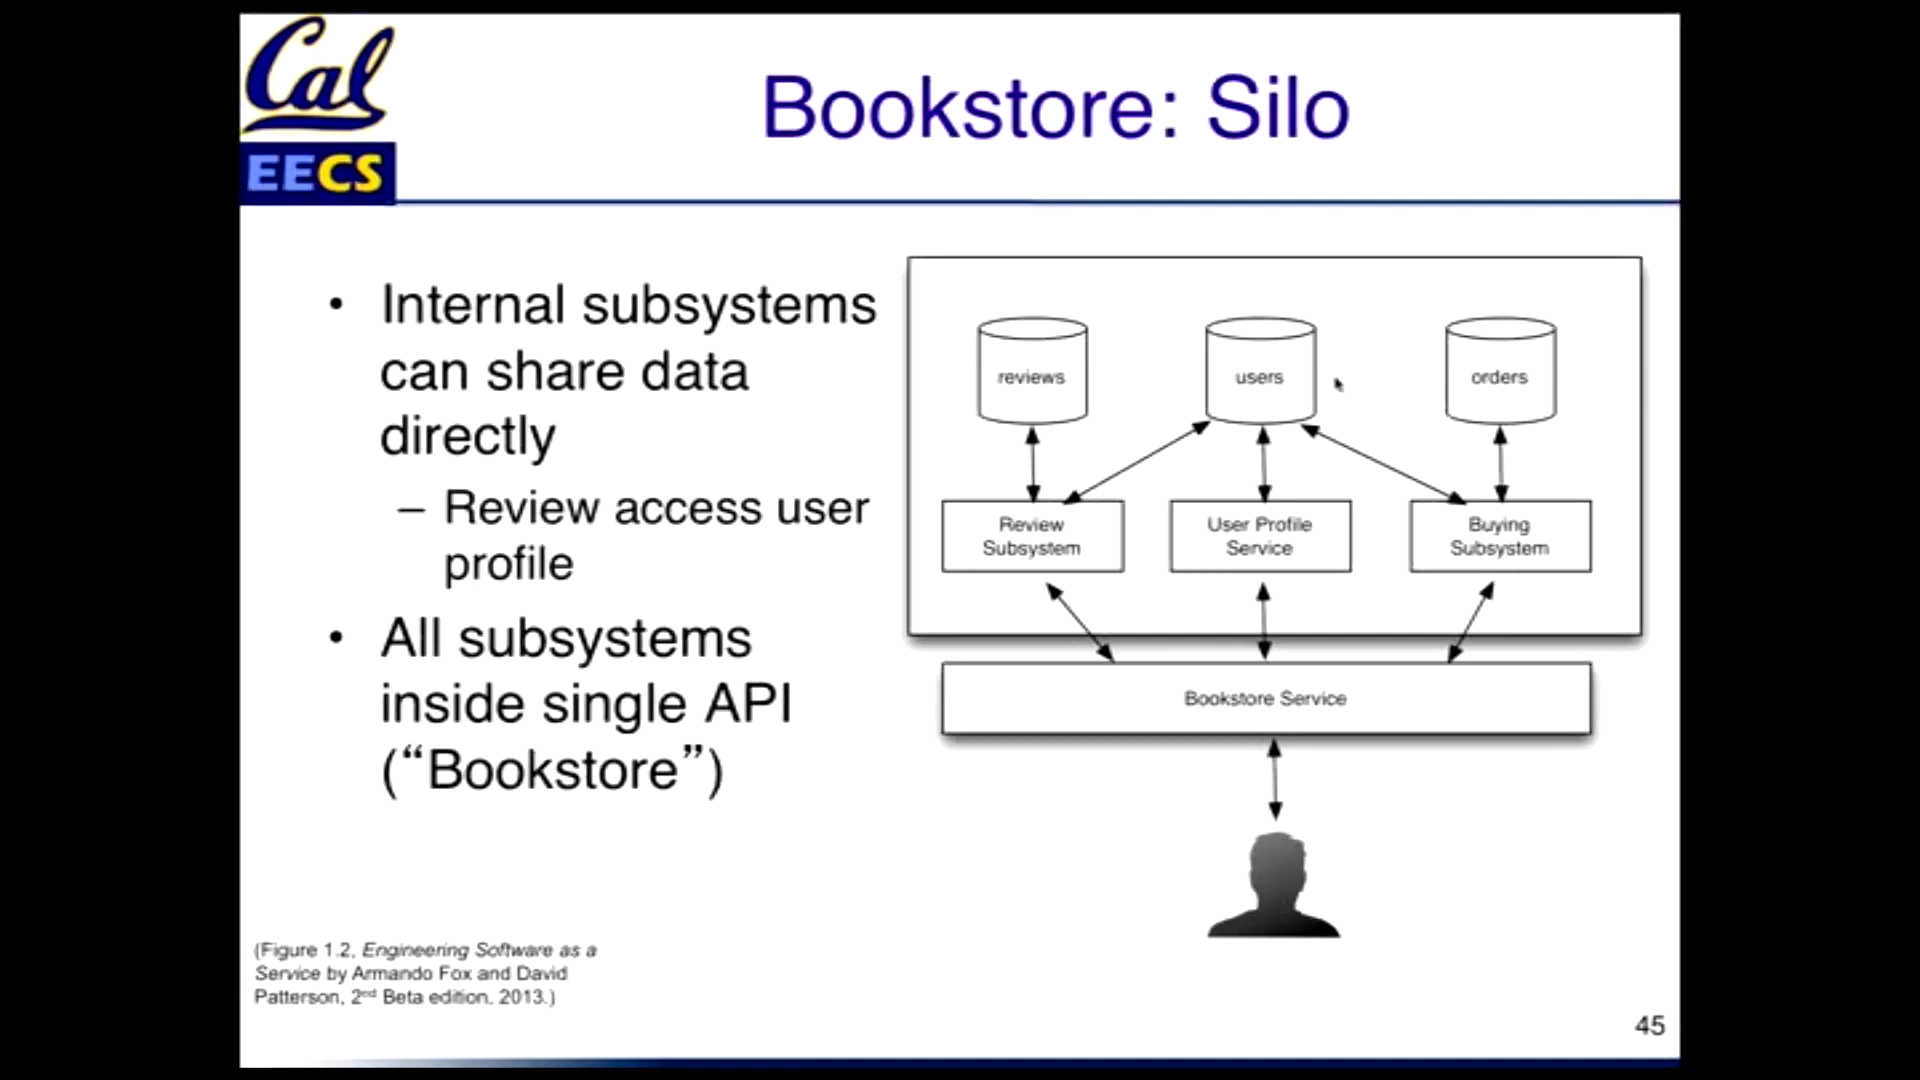 Cal
EECS
Bookstore: Silo
• Internal subsystems
can share data
directly
– Review access user
profile
• All subsystems
inside single API
(“Bookstore”)
reviews
users
orders
Review
Subsystem
User Profile
Service
Buying
Subsystem
Bookstore Service
(Figure 1.2, Engineering Software as a
Service by Armando Fox and David
Patterson, 2nd Beta edition, 2013.)
45